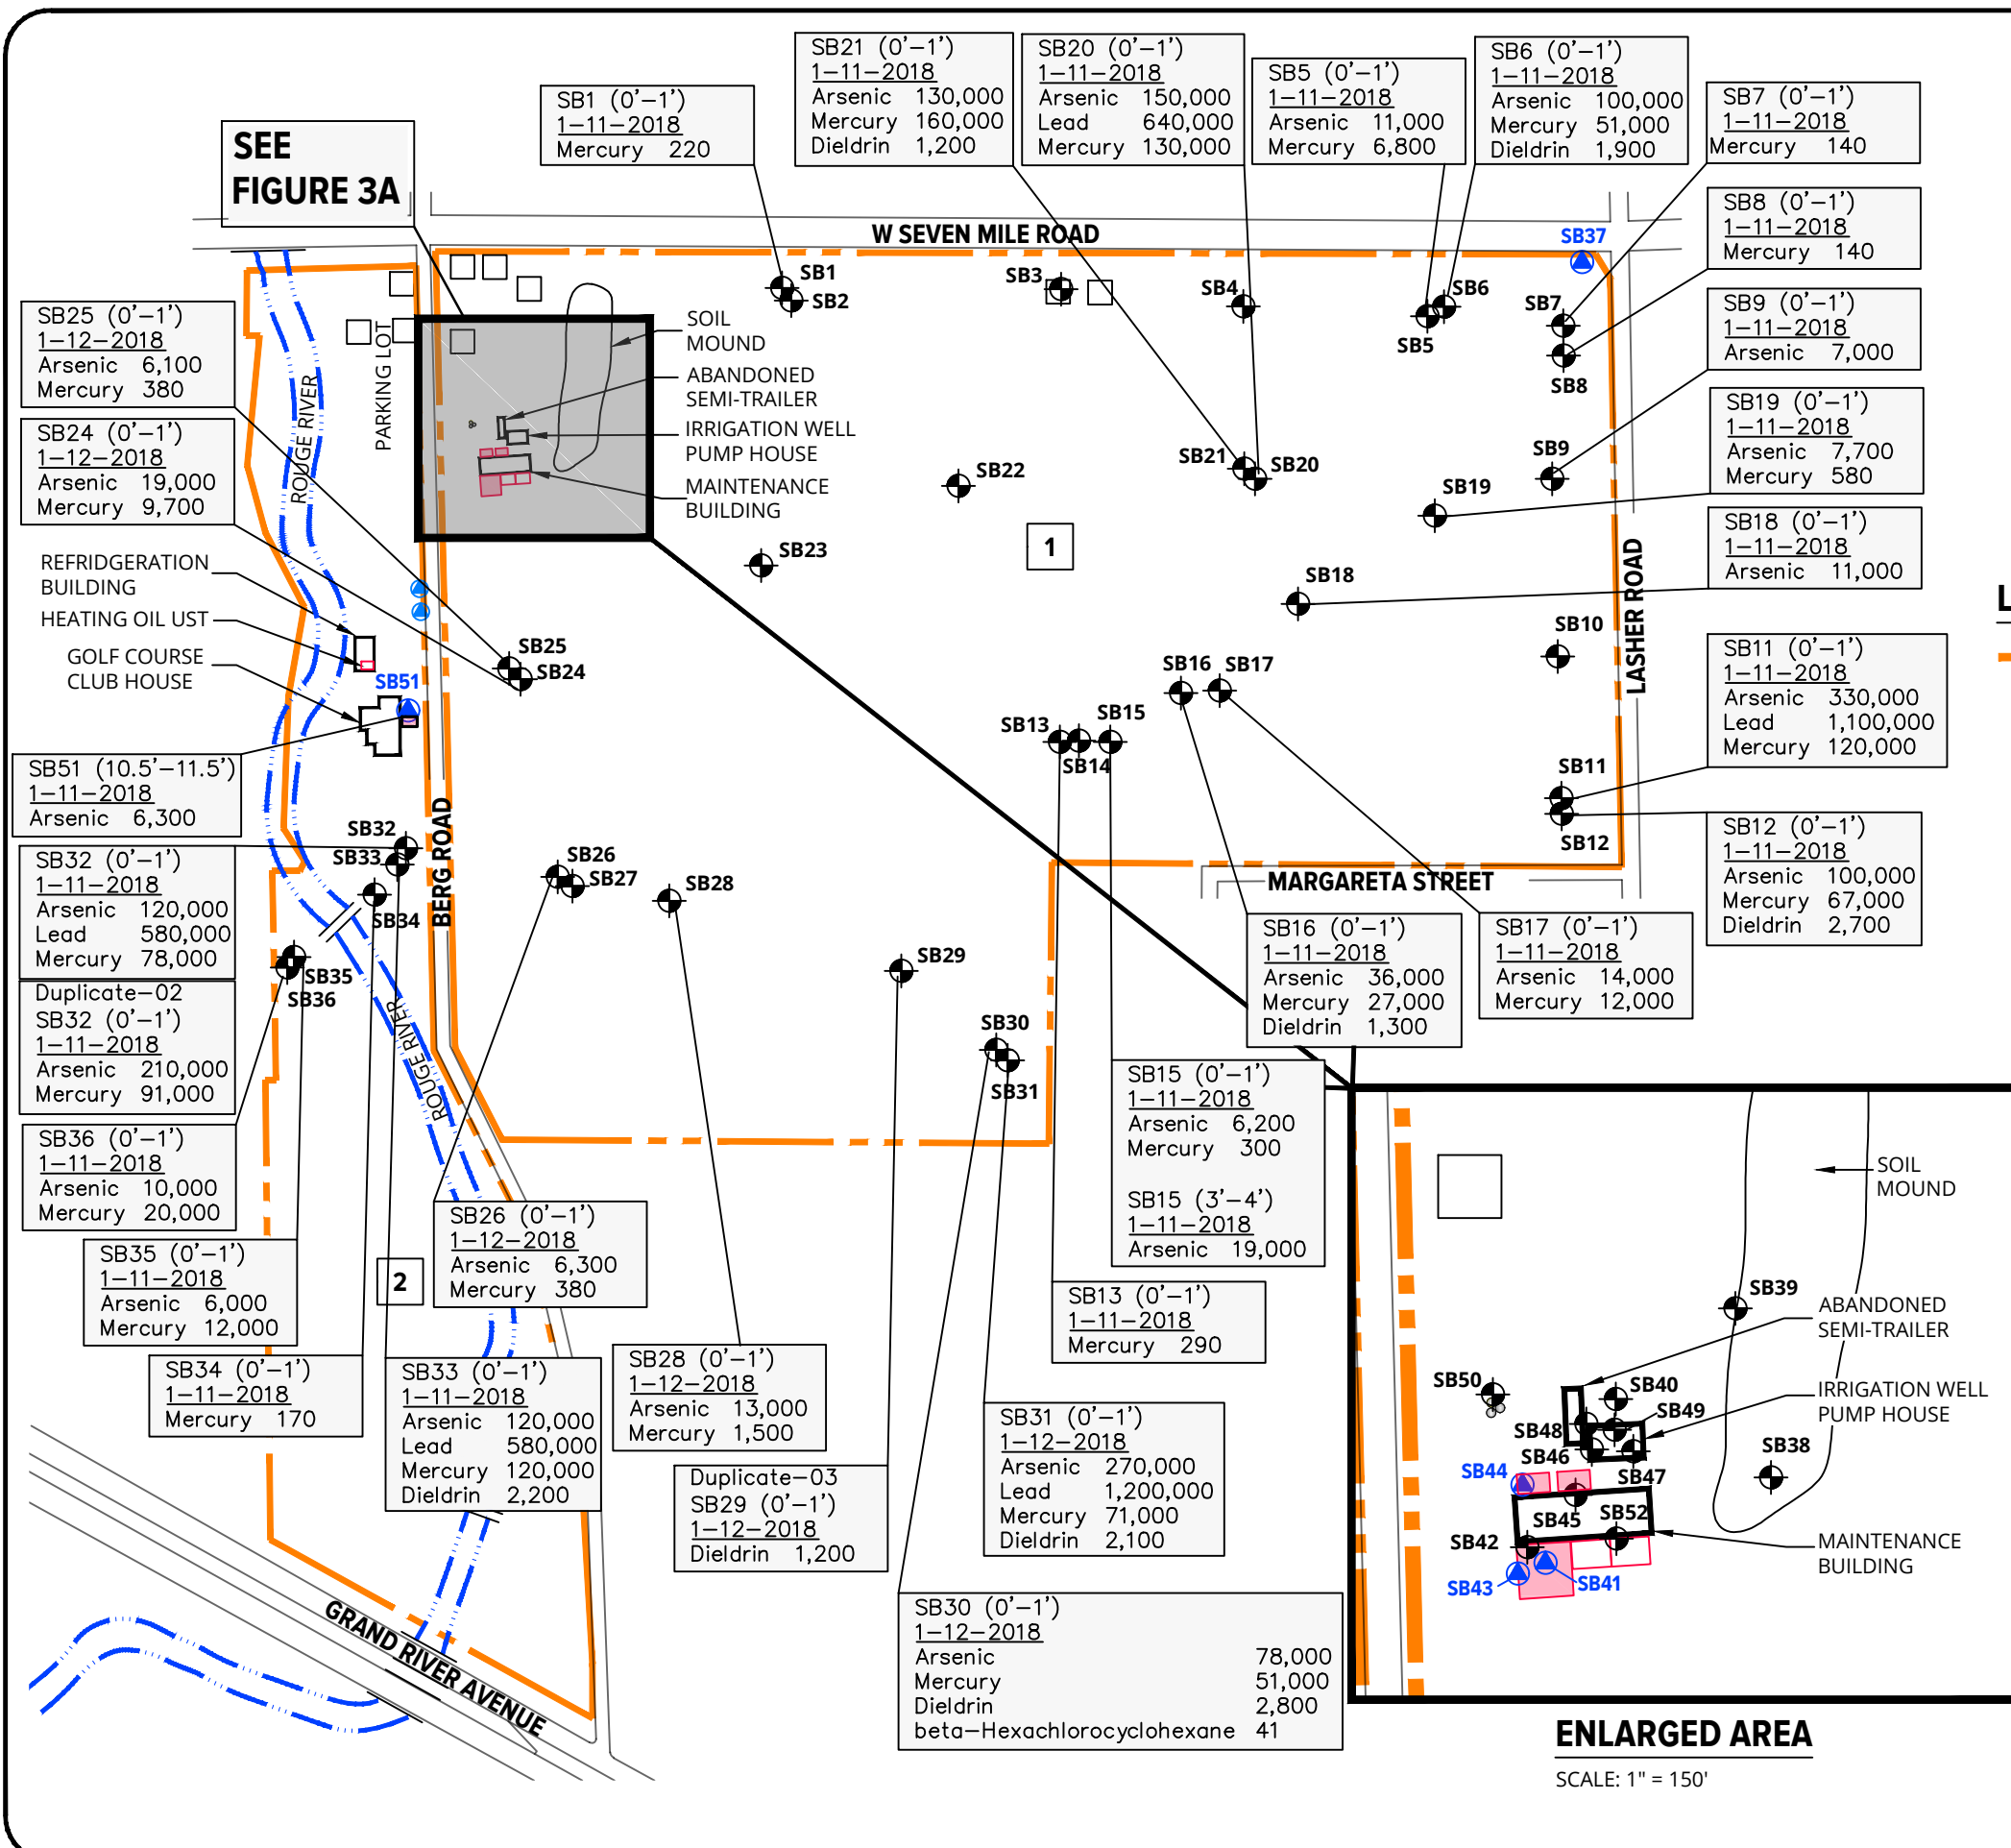 SEE
FIGURE 3A
SB1 (0'-1')
1-11-2018
Mercury 220
SB21 (0'-1')
1-11-2018
Arsenic 130,000
Mercury 160,000
Dieldrin 1,200
SB20 (0'-1')
1-11-2018
Arsenic 150,000
Lead 640,000
Mercury 130,000
SB5 (0'-1')
1-11-2018
Arsenic 11,000
Mercury 6,800
SB6 (0'-1')
1-11-2018
Arsenic 100,000
Mercury 51,000
Dieldrin 1,900
SB7 (0'-1')
1-11-2018
Mercury 140
SB8 (0'-1')
1-11-2018
Mercury 140
SB9 (0'-1')
1-11-2018
Arsenic 7,000
SB19 (0'-1')
1-11-2018
Arsenic 7,700
Mercury 580
SB18 (0'-1')
1-11-2018
Arsenic 11,000
SB11 (0'-1')
1-11-2018
Arsenic 330,000
Lead 1,100,000
Mercury 120,000
SB12 (0'-1')
1-11-2018
Arsenic 100,000
Mercury 67,000
Dieldrin 2,700
W SEVEN MILE ROAD
SB37
SB1
SB2
SB3
SB4
SB5
SB6
SB7
SB8
SB9
SB19
SB21
SB20
SB22
SB23
1
SB18
SB10
SB16
SB17
SB13
SB14
SB15
SB11
SB12
LASHER ROAD
MARGARETA STREET
SOIL
MOUND
ABANDONED
SEMI-TRAILER
IRRIGATION WELL
PUMP HOUSE
MAINTENANCE
BUILDING
PARKING LOT
ROUGE RIVER
SB25 (0'-1')
1-12-2018
Arsenic 6,100
Mercury 380
SB24 (0'-1')
1-12-2018
Arsenic 19,000
Mercury 9,700
REFRIDGERATION
BUILDING
HEATING OIL UST
GOLF COURSE
CLUB HOUSE
SB51
SB25
SB24
SB51 (10.5'-11.5')
1-11-2018
Arsenic 6,300
SB32
SB33
SB34
SB35
SB36
BERG ROAD
ROUGE RIVER
SB26
SB27
SB28
SB29
SB30
SB31
SB32 (0'-1')
1-11-2018
Arsenic 120,000
Lead 580,000
Mercury 78,000
Duplicate-02
SB32 (0'-1')
1-11-2018
Arsenic 210,000
Mercury 91,000
SB36 (0'-1')
1-11-2018
Arsenic 10,000
Mercury 20,000
SB35 (0'-1')
1-11-2018
Arsenic 6,000
Mercury 12,000
SB34 (0'-1')
1-11-2018
Mercury 170
2
SB26 (0'-1')
1-12-2018
Arsenic 6,300
Mercury 380
SB33 (0'-1')
1-11-2018
Arsenic 120,000
Lead 580,000
Mercury 120,000
Dieldrin 2,200
SB28 (0'-1')
1-12-2018
Arsenic 13,000
Mercury 1,500
Duplicate-03
SB29 (0'-1')
1-12-2018
Dieldrin 1,200
SB16 (0'-1')
1-11-2018
Arsenic 36,000
Mercury 27,000
Dieldrin 1,300
SB17 (0'-1')
1-11-2018
Arsenic 14,000
Mercury 12,000
SB15 (0'-1')
1-11-2018
Arsenic 6,200
Mercury 300
SB15 (3'-4')
1-11-2018
Arsenic 19,000
SB13 (0'-1')
1-11-2018
Mercury 290
SB31 (0'-1')
1-12-2018
Arsenic 270,000
Lead 1,200,000
Mercury 71,000
Dieldrin 2,100
SB30 (0'-1')
1-12-2018
Arsenic 78,000
Mercury 51,000
Dieldrin 2,800
beta-Hexachlorocyclohexane 41
GRAND RIVER AVENUE
SOIL
MOUND
SB39
ABANDONED
SEMI-TRAILER
SB50
SB40
IRRIGATION WELL
PUMP HOUSE
SB49
SB48
SB46
SB38
SB44
SB47
SB45
SB52
SB42
MAINTENANCE
BUILDING
SB43
SB41
ENLARGED AREA
SCALE: 1" = 150'
L